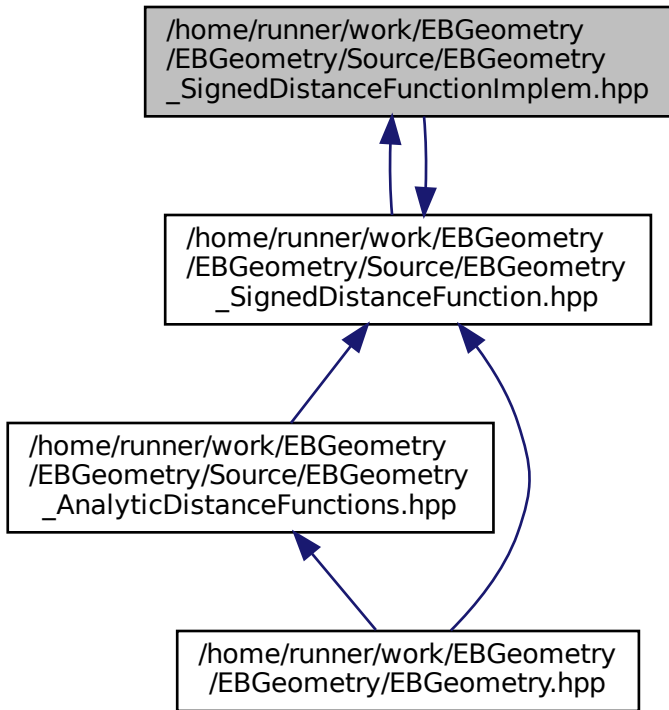 /home/runner/work/EBGeometry
/EBGeometry/Source/EBGeometry
_SignedDistanceFunctionImplem.hpp
/home/runner/work/EBGeometry
/EBGeometry/Source/EBGeometry
_SignedDistanceFunction.hpp
/home/runner/work/EBGeometry
/EBGeometry/Source/EBGeometry
_AnalyticDistanceFunctions.hpp
/home/runner/work/EBGeometry
/EBGeometry/EBGeometry.hpp